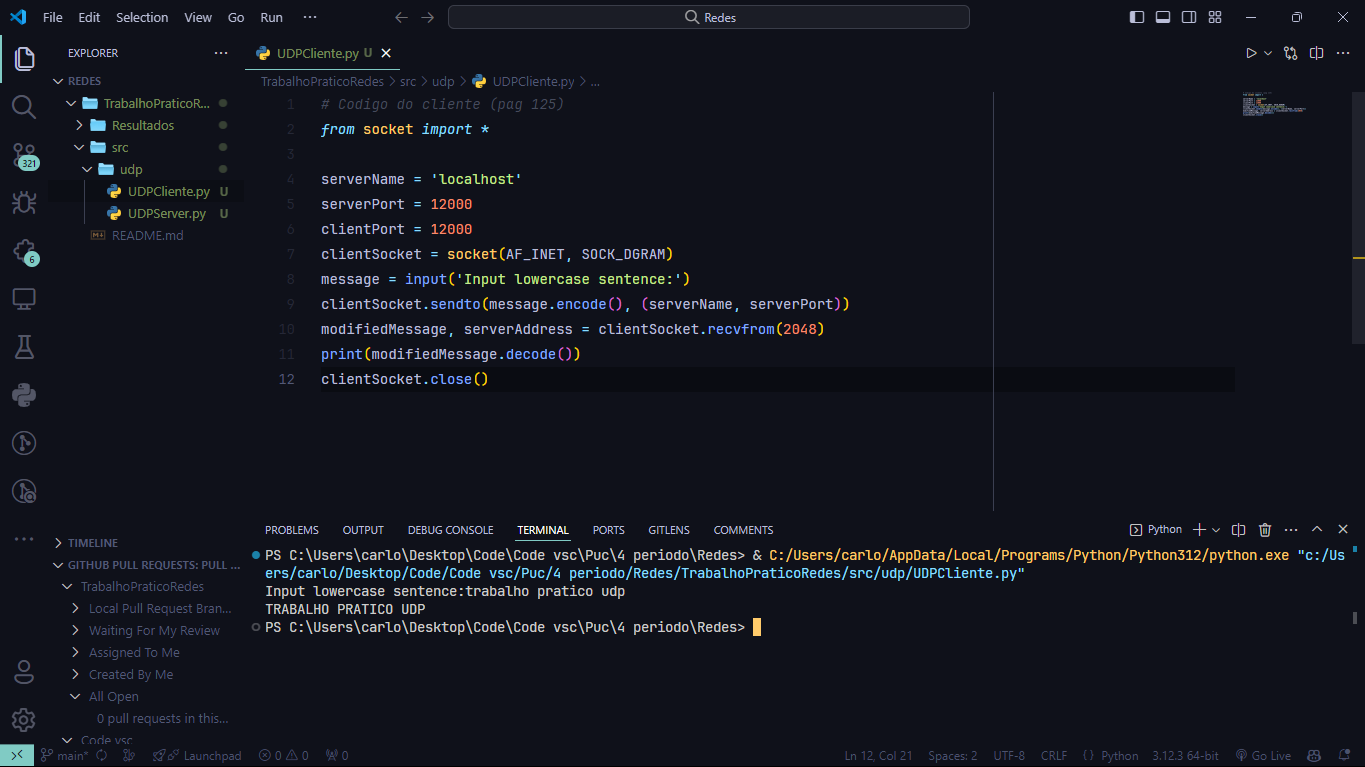 File Edit Selection View Go Run ··· Redes
EXPLORER ···
REDES
TrabalhoPraticoR...
Resultados
src
udp
UDPCliente.py U
UDPServer.py U
README.md
TIMELINE
GITHUB PULL REQUESTS: PULL ...
TrabalhoPraticoRedes
Local Pull Request Bran...
Waiting For My Review
Assigned To Me
Created By Me
All Open
0 pull requests in this...
Code vsc
321
6
UDPCliente.py U
TrabalhoPraticoRedes > src > udp > UDPCliente.py > ...
1 # Codigo do cliente (pag 125)
2 from socket import *
3
4 serverName = 'localhost'
5 serverPort = 12000
6 clientPort = 12000
7 clientSocket = socket(AF_INET, SOCK_DGRAM)
8 message = input('Input lowercase sentence:')
9 clientSocket.sendto(message.encode(), (serverName, serverPort))
10 modifiedMessage, serverAddress = clientSocket.recvfrom(2048)
11 print(modifiedMessage.decode())
12 clientSocket.close()
PROBLEMS OUTPUT DEBUG CONSOLE TERMINAL PORTS GITLENS COMMENTS Python
PS C:\Users\carlo\Desktop\Code\Code vsc\Puc\4 periodo\Redes> & C:/Users/carlo/AppData/Local/Programs/Python/Python312/python.exe "c:/Us
ers/carlo/Desktop/Code/Code vsc/Puc/4 periodo/Redes/TrabalhoPraticoRedes/src/udp/UDPCliente.py"
Input lowercase sentence:trabalho pratico udp
TRABALHO PRATICO UDP
PS C:\Users\carlo\Desktop\Code\Code vsc\Puc\4 periodo\Redes>
main* Launchpad 0 0 0 Ln 12, Col 21 Spaces: 2 UTF-8 CRLF {} Python 3.12.3 64-bit Go Live